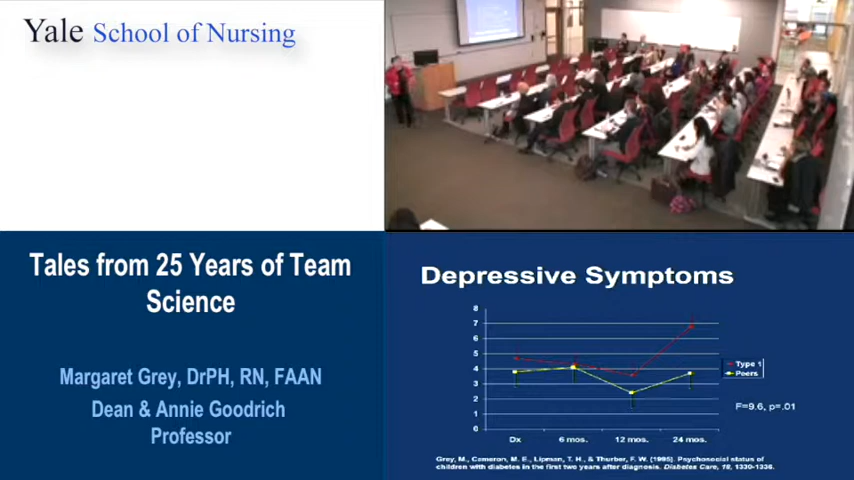 Yale School of Nursing
Tales from 25 Years of Team
Science
Margaret Grey, DrPH, RN, FAAN
Dean & Annie Goodrich
Professor
Depressive Symptoms
8
7
6
5
4
3
2
1
0
Dx 6 mos. 12 mos. 24 mos.
Type 1
Peers
F=9.6, p=.01
Grey, M., Cameron, M. E., Lipman, T. H., & Thurber, F. W. (1995). Psychosocial status of
children with diabetes in the first two years after diagnosis. Diabetes Care, 18, 1330-1336.